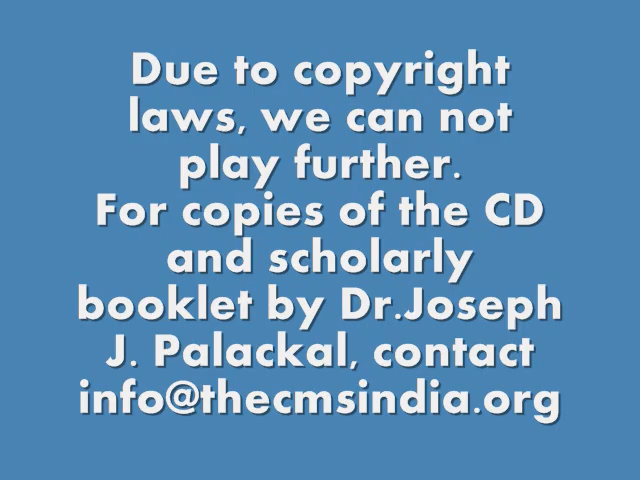 Due to copyright
laws, we can not
play further.
For copies of the CD
and scholarly
booklet by Dr.Joseph
J. Palackal, contact
info@thecmsindia.org